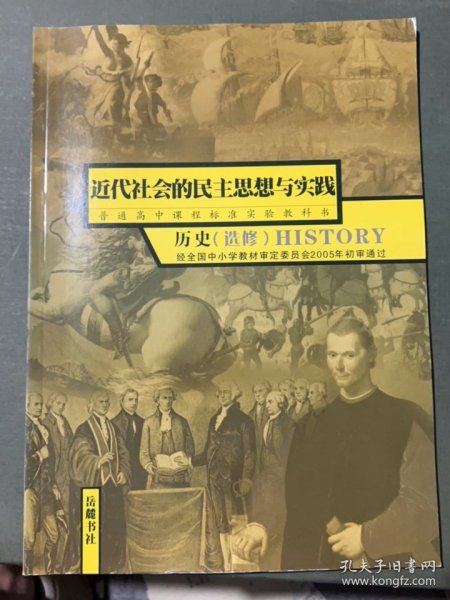 近代社会的民主思想与实践
普通高中课程标准实验教科书
历史（选修）HISTORY
经全国中小学教材审定委员会2005年初审通过
岳麓书社
孔夫子旧书网
www.kongfz.com